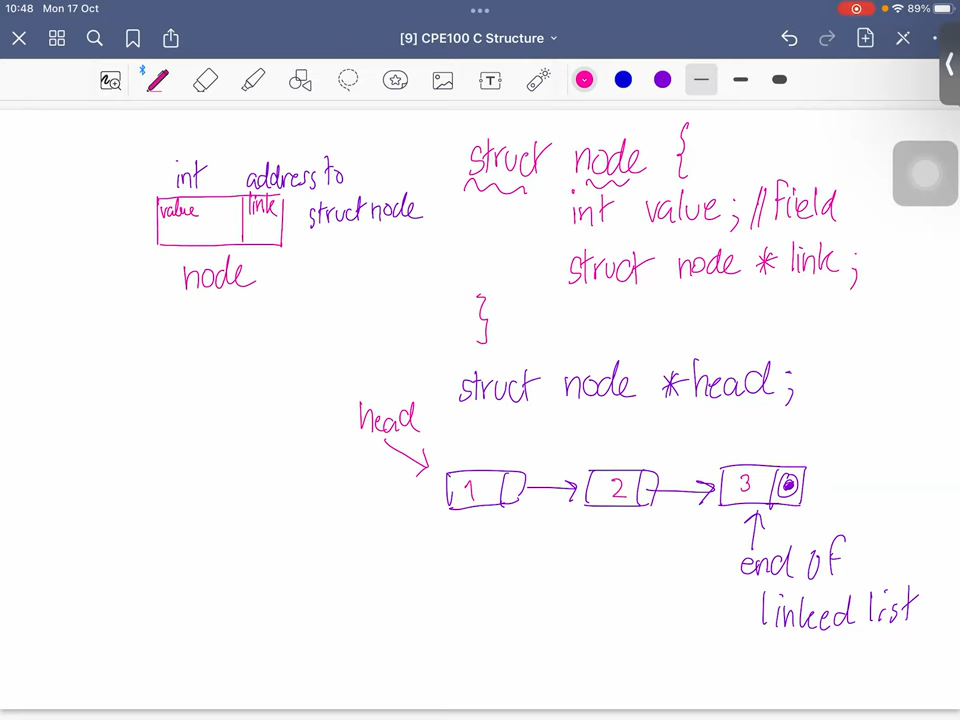 10:48 Mon 17 Oct
89%
[9] CPE100 C Structure
int address to
value link struct node
node
struct node {
int value; //field
struct node * link;
}
struct node *head;
head
1 2 3
end of
linked list